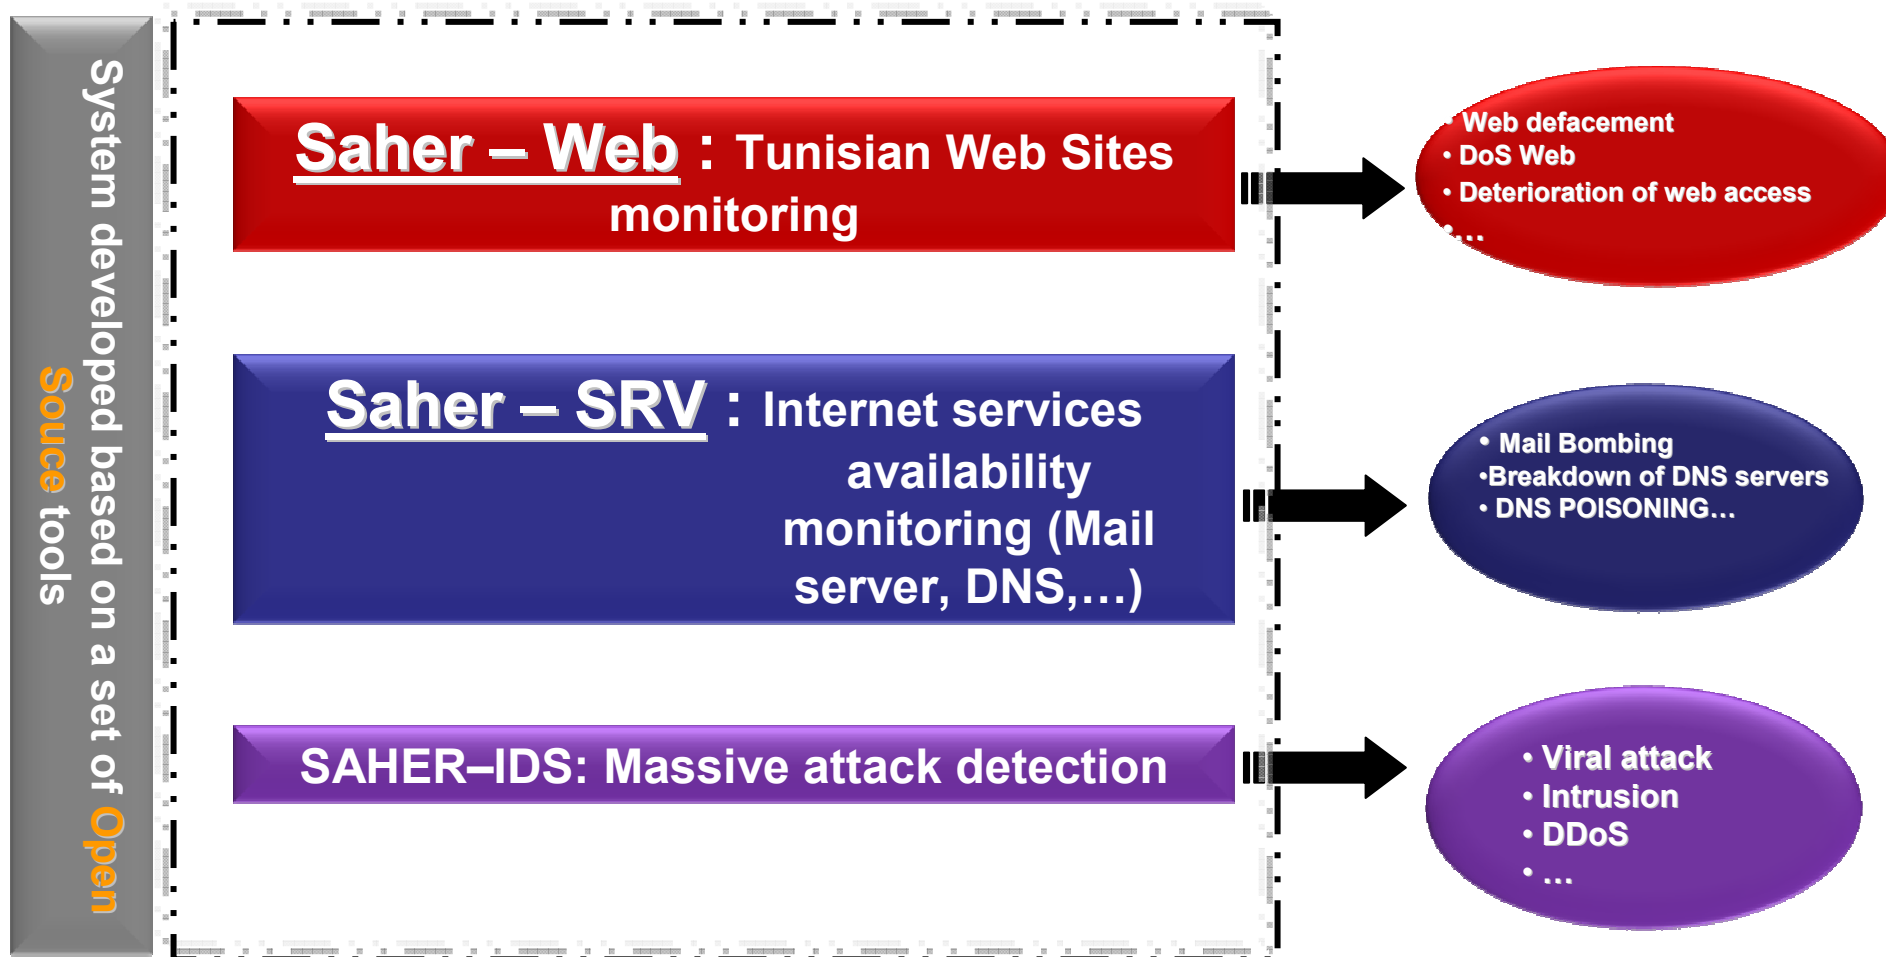 System developed based on a set of Open
Souce tools
Saher – Web : Tunisian Web Sites
monitoring
• Web defacement
• DoS Web
• Deterioration of web access
•…
Saher – SRV : Internet services
availability
monitoring (Mail
server, DNS,…)
• Mail Bombing
•Breakdown of DNS servers
• DNS POISONING…
SAHER–IDS: Massive attack detection
• Viral attack
• Intrusion
• DDoS
• …